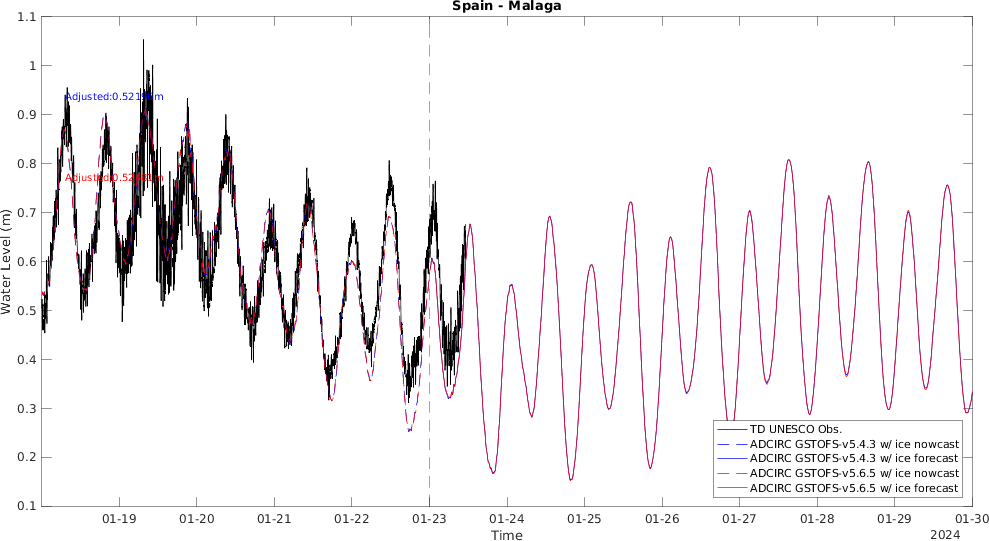 Spain - Malaga
1.1
1
0.9
0.8
0.7
0.6
0.5
0.4
0.3
0.2
0.1
Water Level (m)
TD UNESCO Obs.
ADCIRC GSTOFS-v5.4.3 w/ ice nowcast
ADCIRC GSTOFS-v5.4.3 w/ ice forecast
ADCIRC GSTOFS-v5.6.5 w/ ice nowcast
ADCIRC GSTOFS-v5.6.5 w/ ice forecast
01-19 01-20 01-21 01-22 01-23 01-24 01-25 01-26 01-27 01-28 01-29 01-30
Time
2024